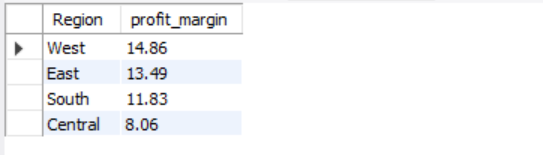 Region profit_margin
West 14.86
East 13.49
South 11.83
Central 8.06